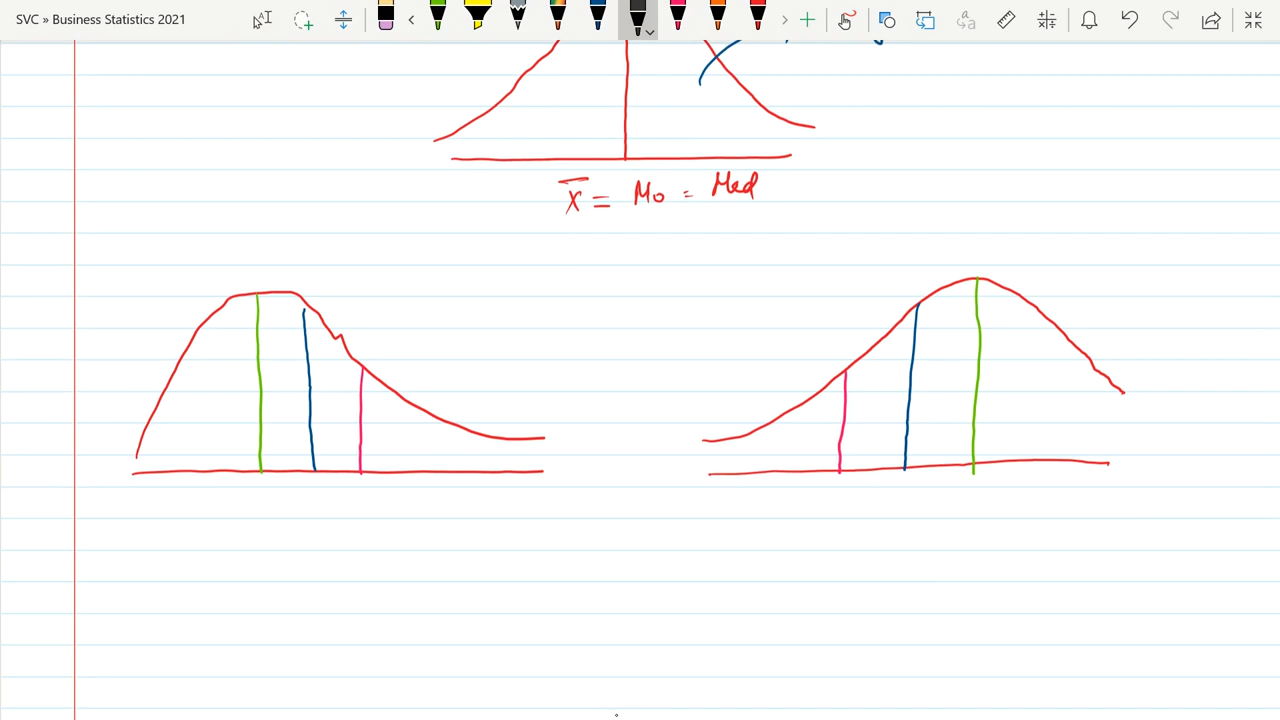 SVC » Business Statistics 2021
X̄ = Mo = Med